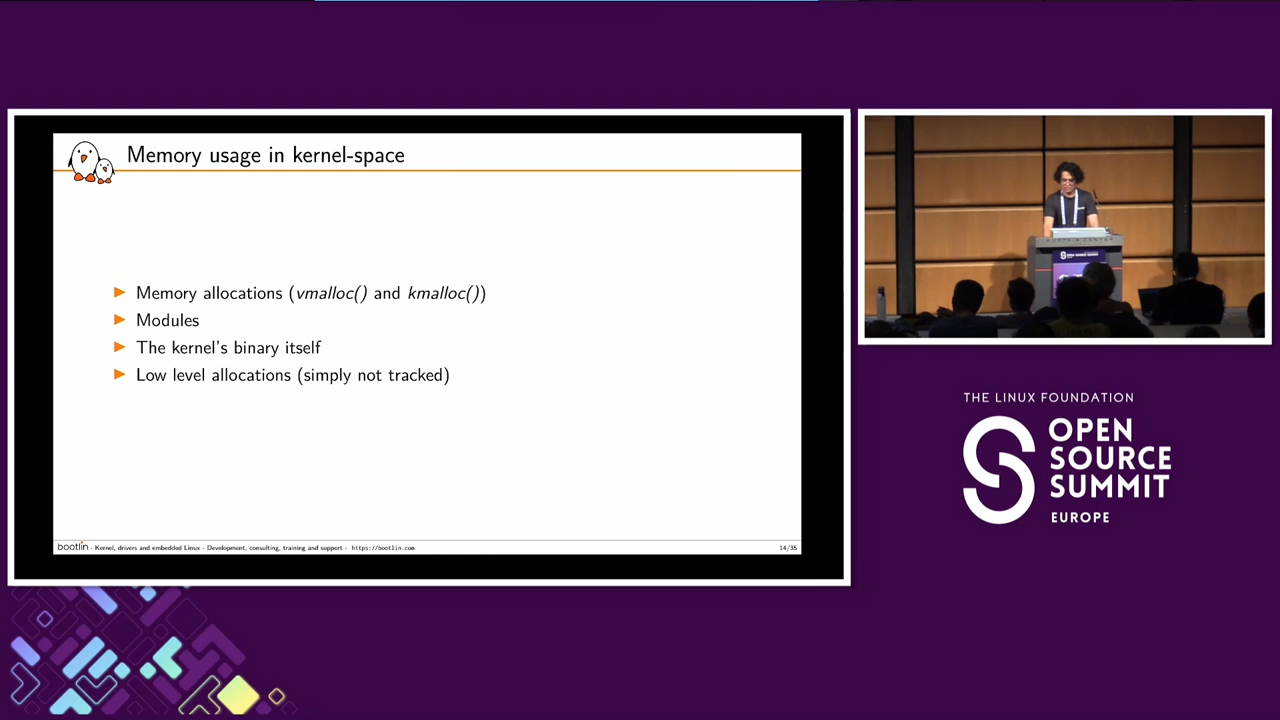 Memory usage in kernel-space
Memory allocations (vmalloc() and kmalloc())
Modules
The kernel's binary itself
Low level allocations (simply not tracked)
bootlin - Kernel, drivers and embedded Linux - Development, consulting, training and support - https://bootlin.com
14/35
THE LINUX FOUNDATION
OPEN
SOURCE
SUMMIT
EUROPE